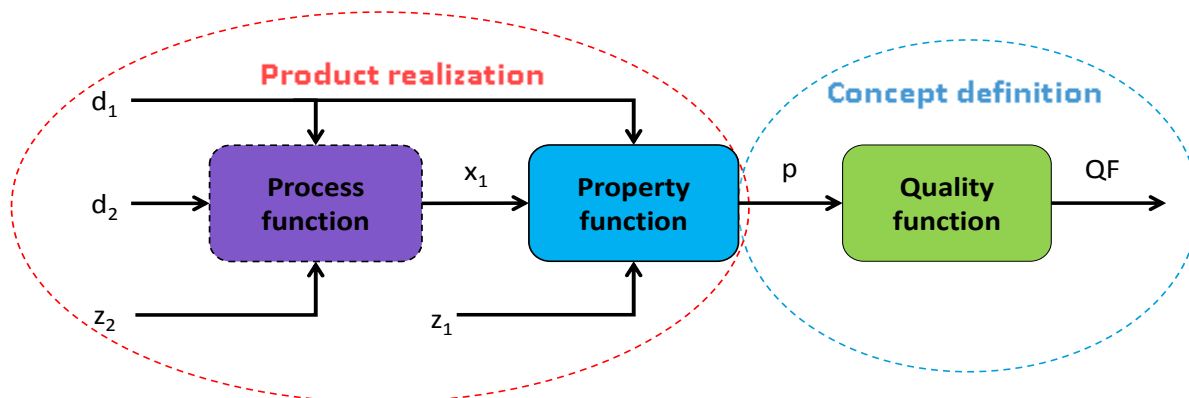 Product realization
Concept definition
d₁
Process
function
x₁
Property
function
p
Quality
function
QF
d₂
z₂
z₁